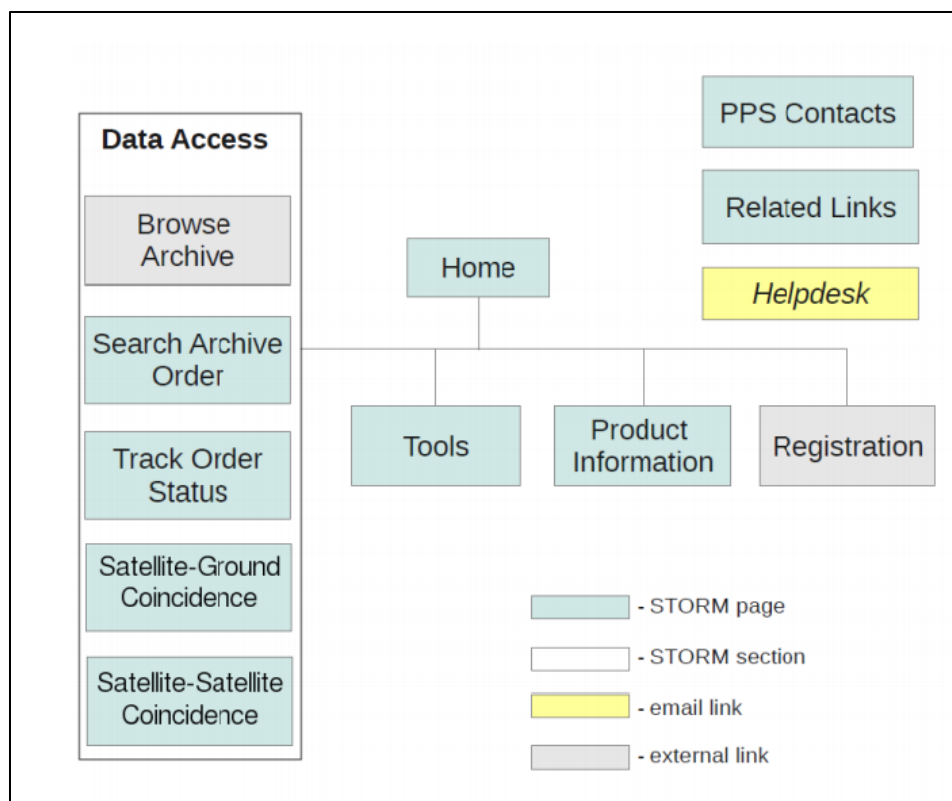 Data Access
Browse
Archive
Search Archive
Order
Track Order
Status
Satellite-Ground
Coincidence
Satellite-Satellite
Coincidence
Home
Tools
Product
Information
Registration
PPS Contacts
Related Links
Helpdesk
- STORM page
- STORM section
- email link
- external link